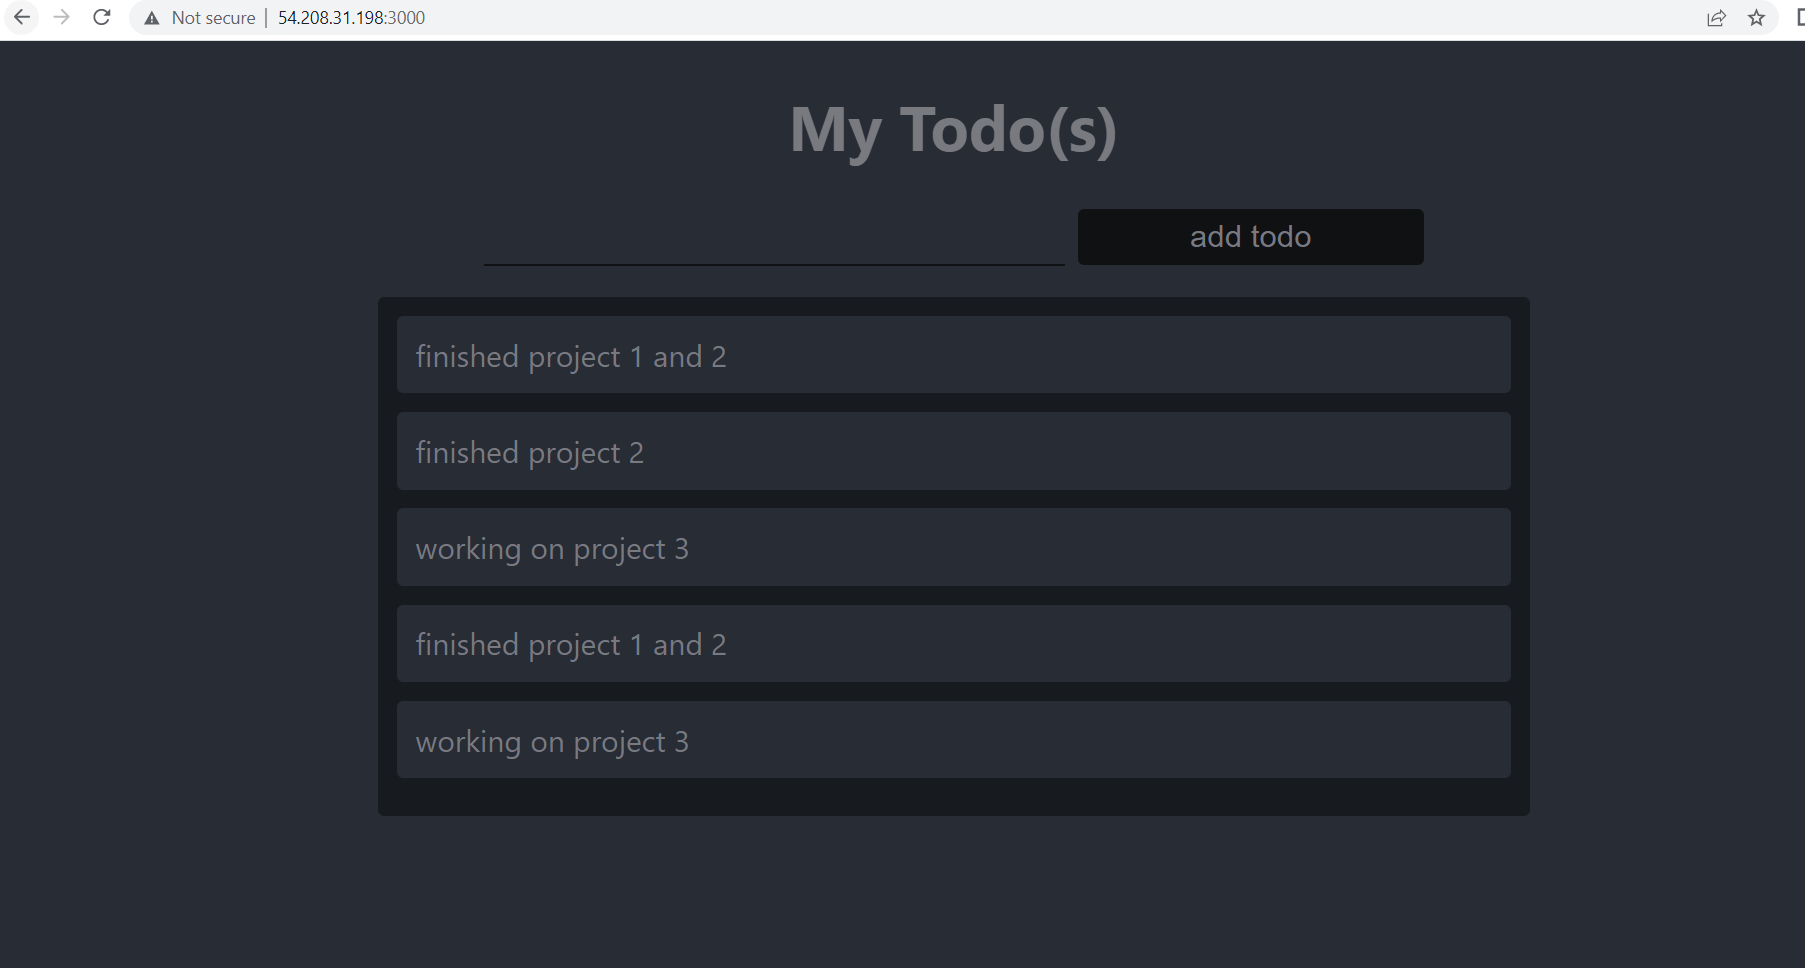 Not secure | 54.208.31.198:3000
My Todo(s)
add todo
finished project 1 and 2
finished project 2
working on project 3
finished project 1 and 2
working on project 3